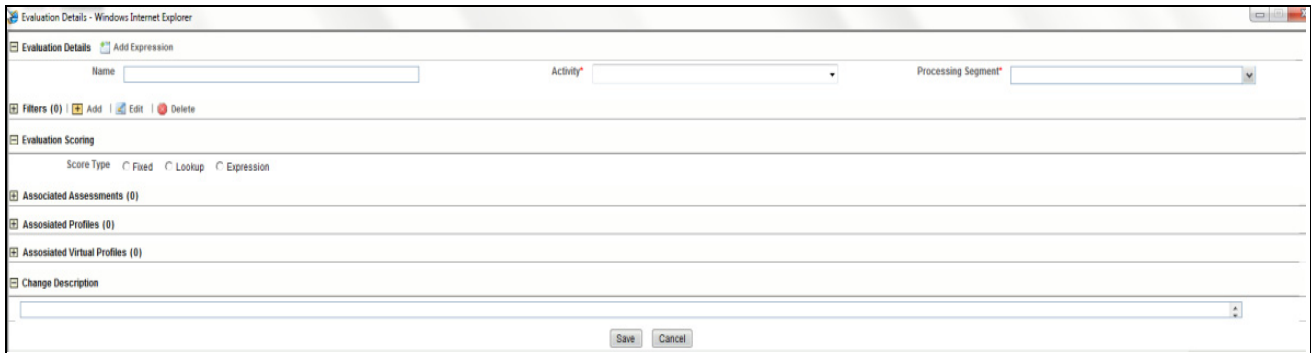 Evaluation Details - Windows Internet Explorer
Evaluation Details Add Expression
Name Activity* Processing Segment*
Filters (0) | Add | Edit | Delete
Evaluation Scoring
Score Type Fixed Lookup Expression
Associated Assessments (0)
Assosiated Profiles (0)
Assosiated Virtual Profiles (0)
Change Description
Save Cancel